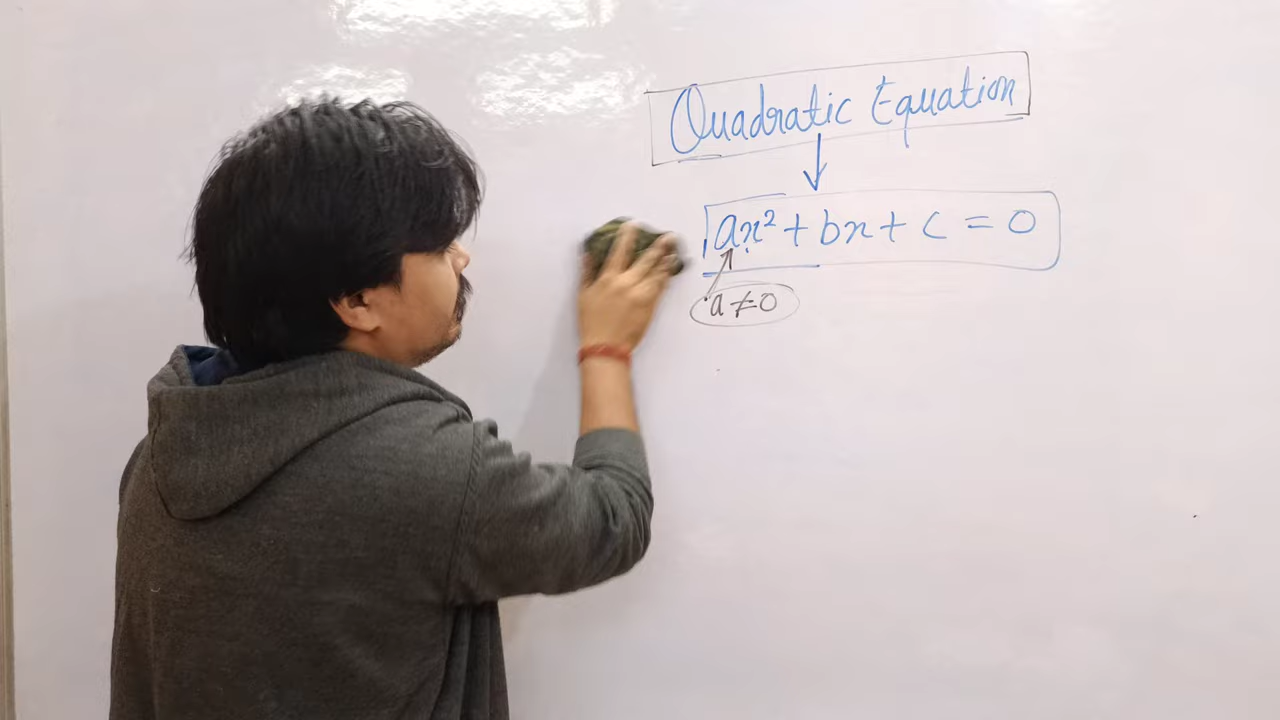 Quadratic Equation
ax² + bx + c = 0
a ≠ 0